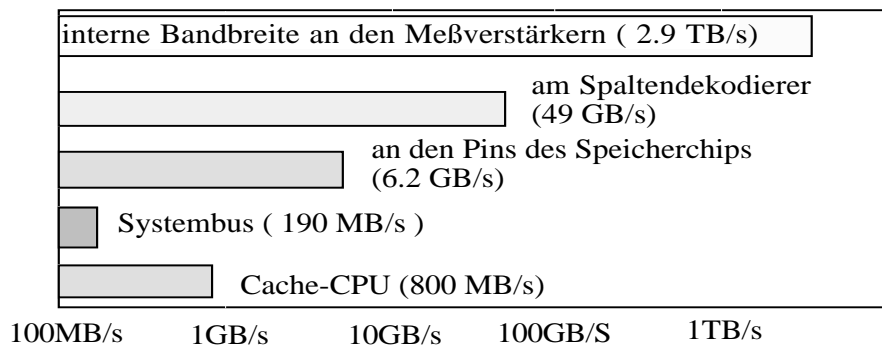 interne Bandbreite an den Meßverstärkern ( 2.9 TB/s)
am Spaltendekodierer
(49 GB/s)
an den Pins des Speicherchips
(6.2 GB/s)
Systembus ( 190 MB/s )
Cache-CPU (800 MB/s)
100MB/s 1GB/s 10GB/s 100GB/S 1TB/s